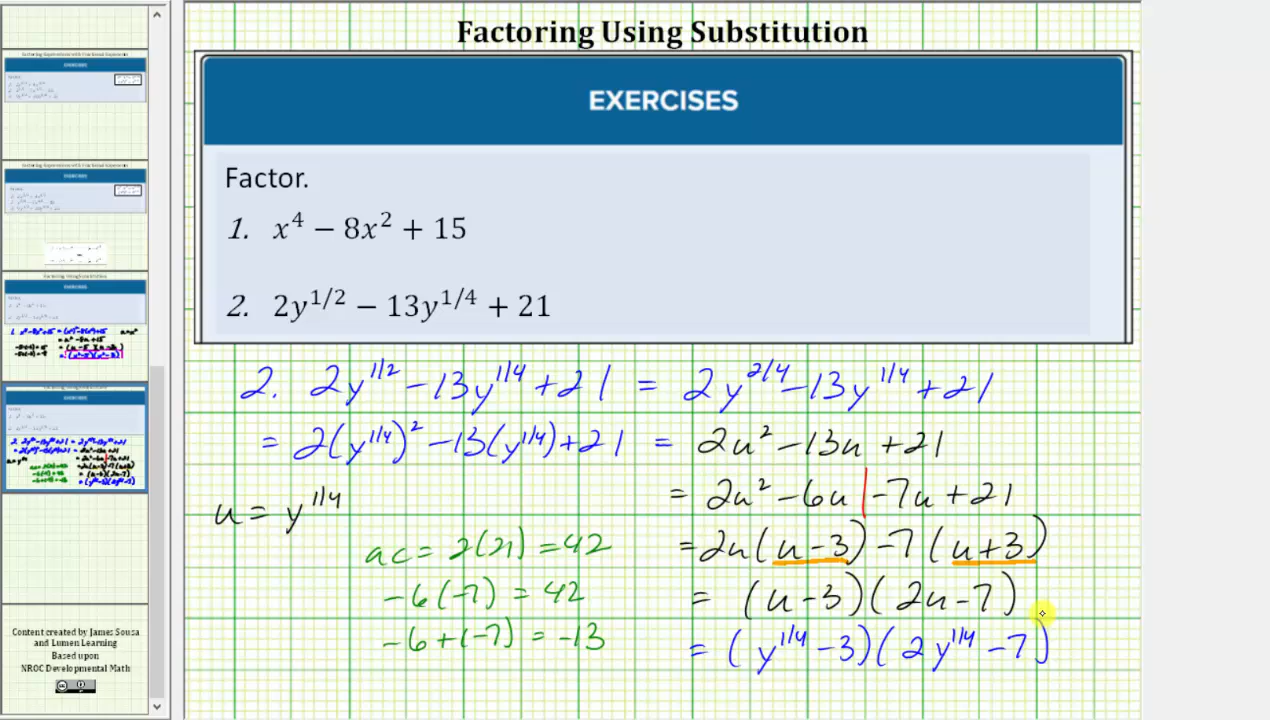 Factoring Using Substitution
EXERCISES
Factor.
1. x⁴ − 8x² + 15
2. 2y^{1/2} − 13y^{1/4} + 21
2. 2y^{1/2} − 13y^{1/4} + 21 = 2y^{2/4} − 13y^{1/4} + 21
= 2(y^{1/4})² − 13(y^{1/4}) + 21 = 2u² − 13u + 21
= 2u² − 6u | −7u + 21
u = y^{1/4}
ac = 2(21) = 42
= 2u(u−3) − 7(u+3)
−6(−7) = 42
= (u−3)(2u−7)
−6+(−7) = −13
= (y^{1/4} − 3)(2y^{1/4} − 7)
Content created by James Sousa
and Lumen Learning
Based upon
NROC Developmental Math